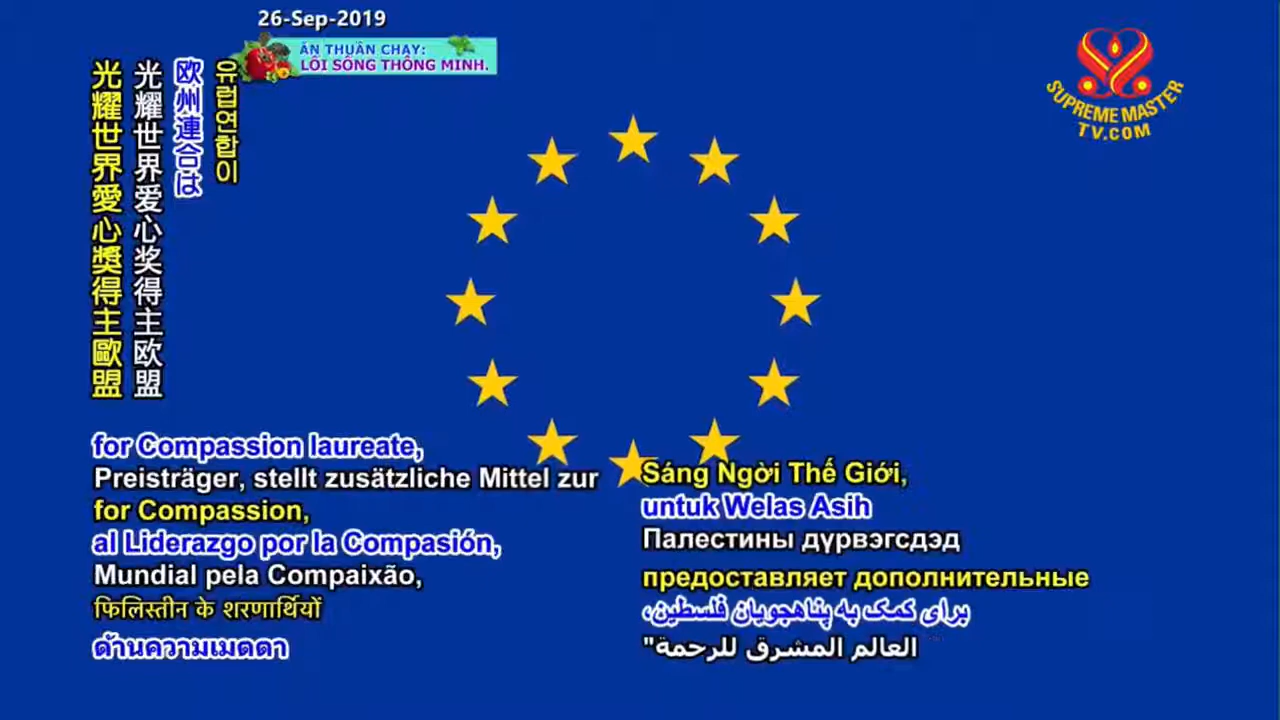 26-Sep-2019
ĂN THUẦN CHAY:
LỐI SỐNG THÔNG MINH.
SUPREME MASTER
TV.COM
光耀世界愛心獎得主歐盟
光耀世界爱心奖得主欧盟
欧州連合は
유럽연합이
for Compassion laureate,
Preisträger, stellt zusätzliche Mittel zur
for Compassion,
al Liderazgo por la Compasión,
Mundial pela Compaixão,
फिलिस्तीन के शरणार्थियों
ด้านความเมตตา
Sáng Ngời Thế Giới,
untuk Welas Asih
Палестины дүрвэгсдэд
предоставляет дополнительные
برای کمک به پناهجویان فلسطین،
العالم المشرق للرحمة"